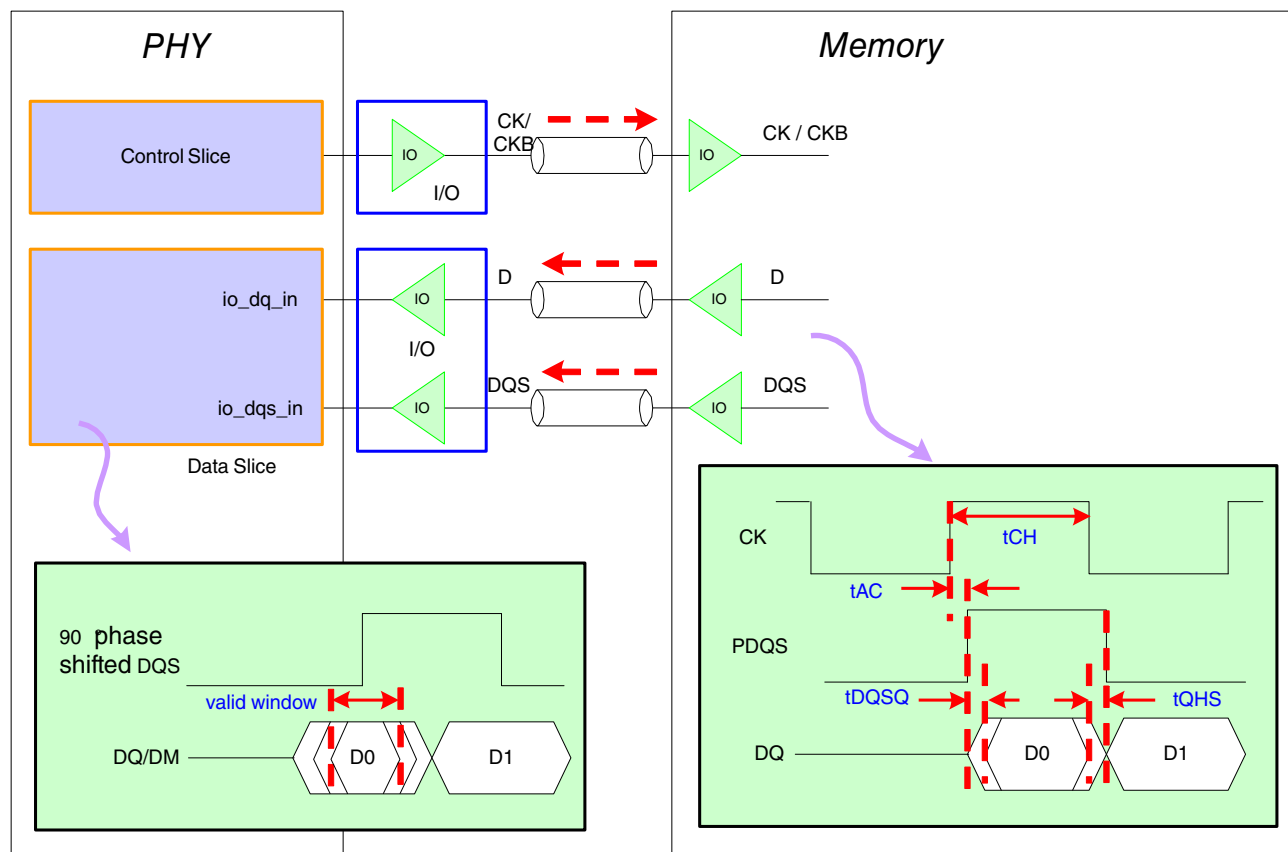 PHY
Memory
Control Slice
IO
I/O
CK/
CKB
IO
CK / CKB
io_dq_in
IO
I/O
D
IO
D
io_dqs_in
IO
DQS
IO
DQS
Data Slice
90 ° phase
shifted DQS
valid window
DQ/DM
D0
D1
CK
tCH
tAC
PDQS
tDQSQ
tQHS
DQ
D0
D1